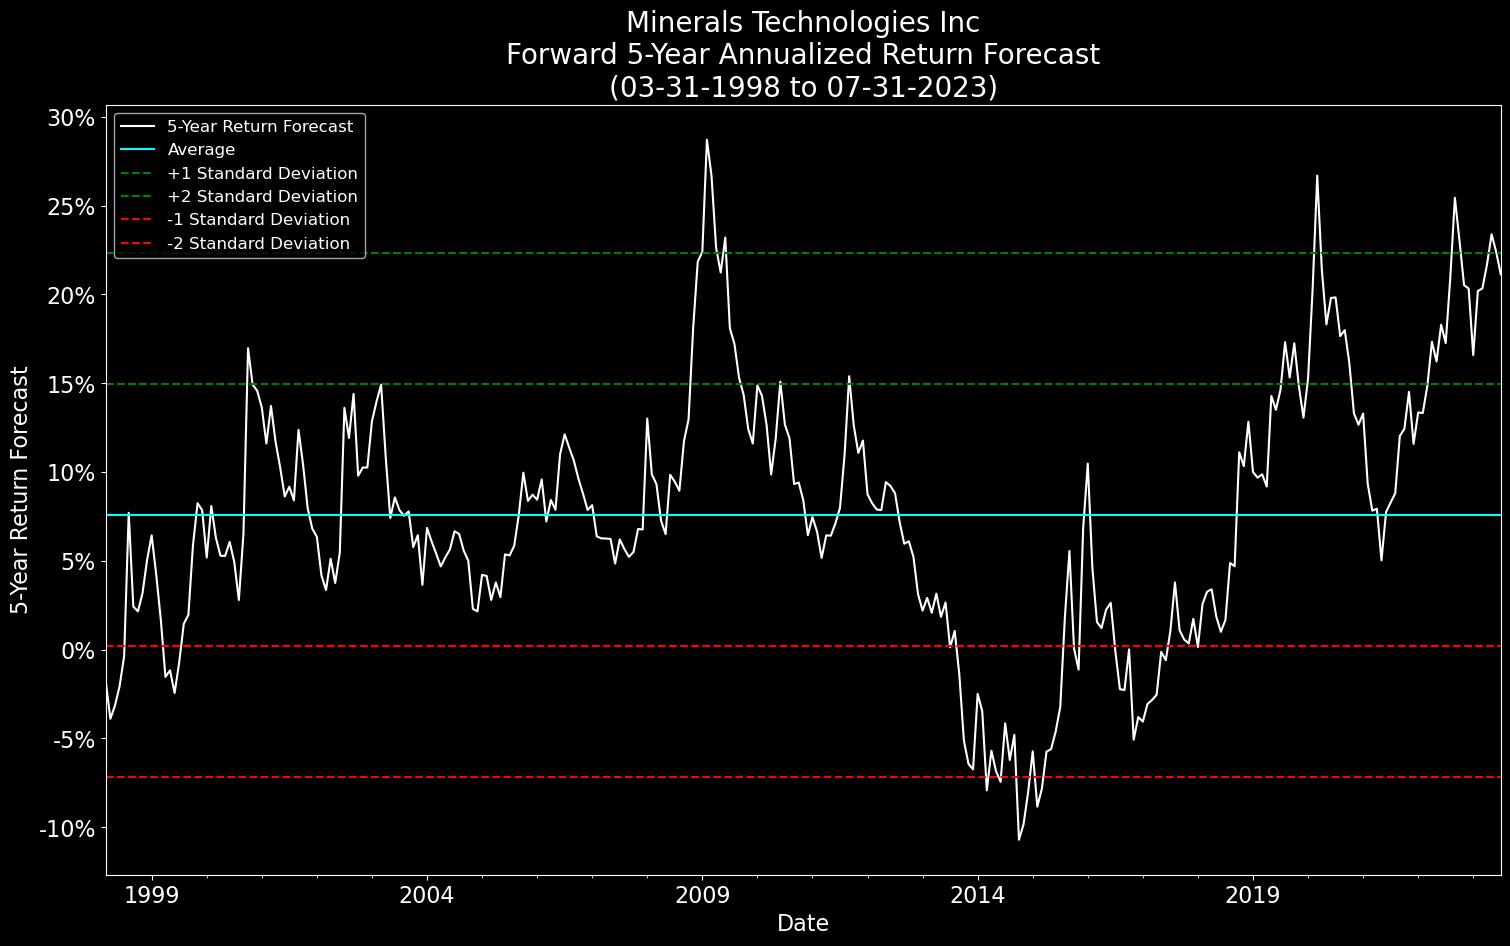 Minerals Technologies Inc
Forward 5-Year Annualized Return Forecast
(03-31-1998 to 07-31-2023)
5-Year Return Forecast
Average
+1 Standard Deviation
+2 Standard Deviation
-1 Standard Deviation
-2 Standard Deviation
30%
25%
20%
15%
10%
5%
0%
-5%
-10%
5-Year Return Forecast
1999
2004
2009
2014
2019
Date